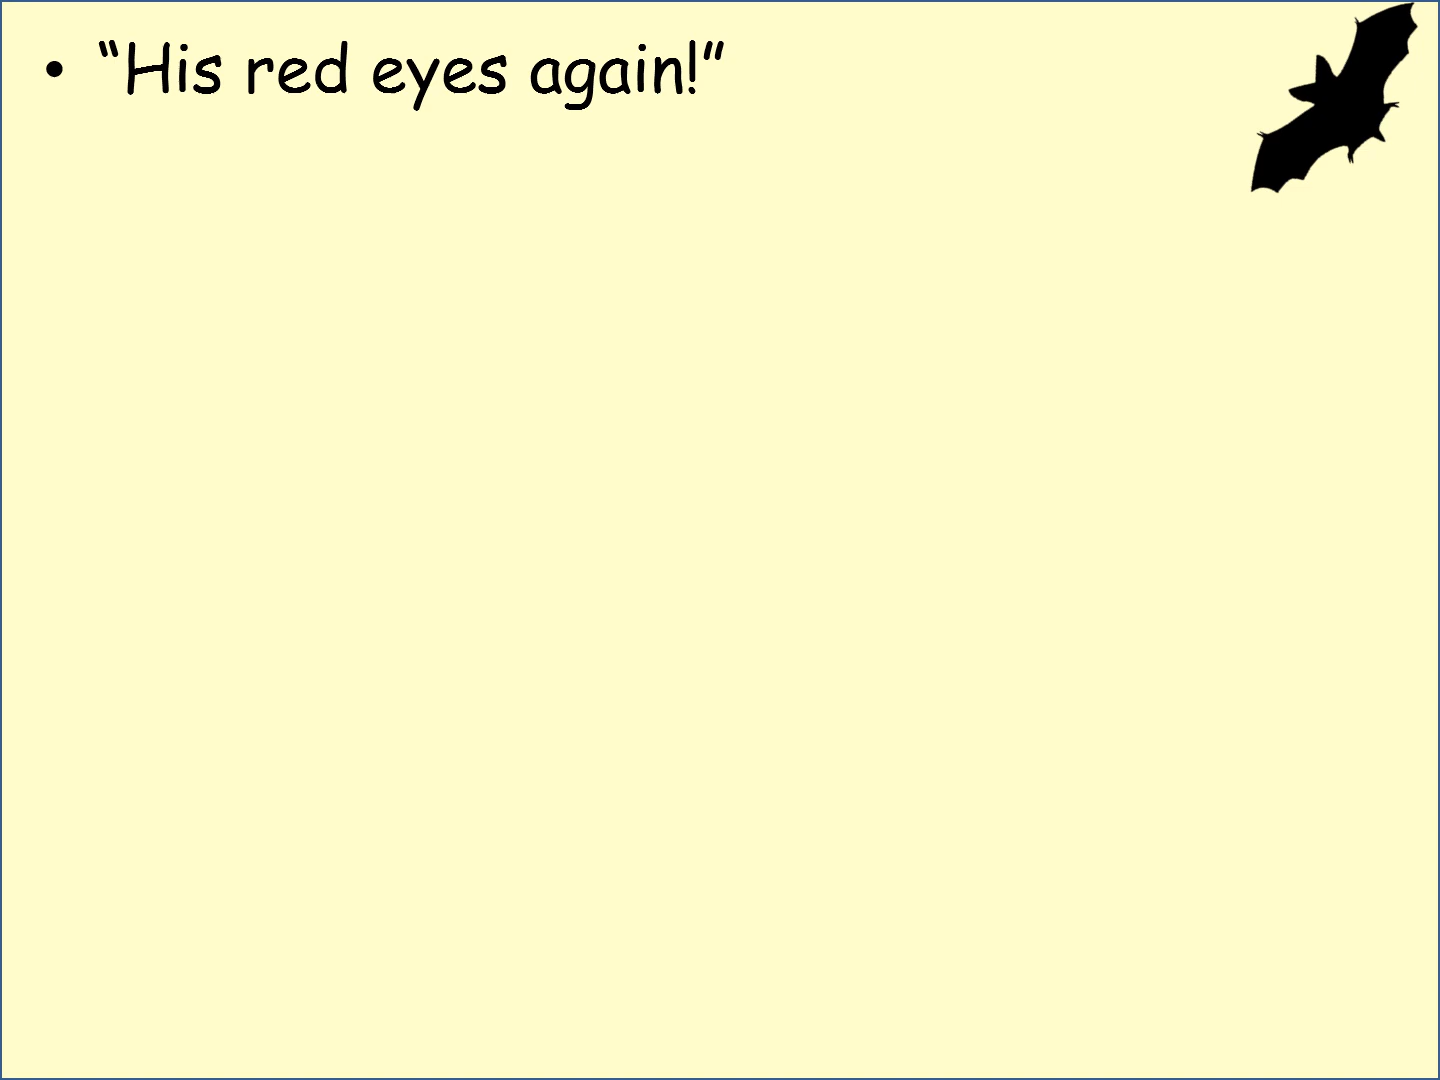 • “His red eyes again!”